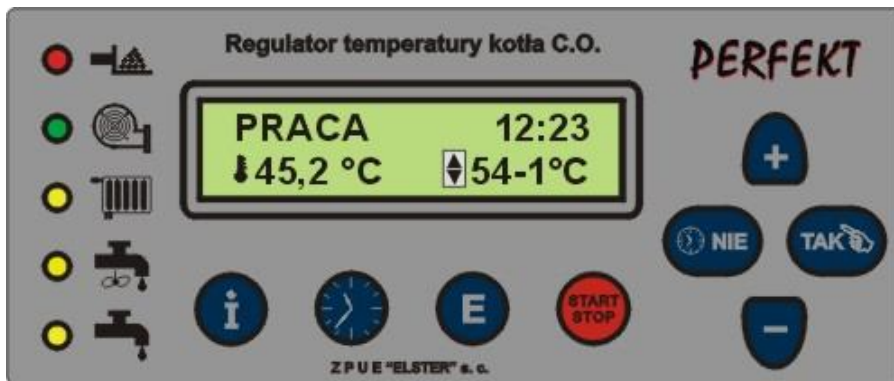 Regulator temperatury kotła C.O.
PERFEKT
PRACA 12:23
45,2 °C 54-1°C
+
NIE TAK
i E START STOP
-
Z P U E "ELSTER" s. c.